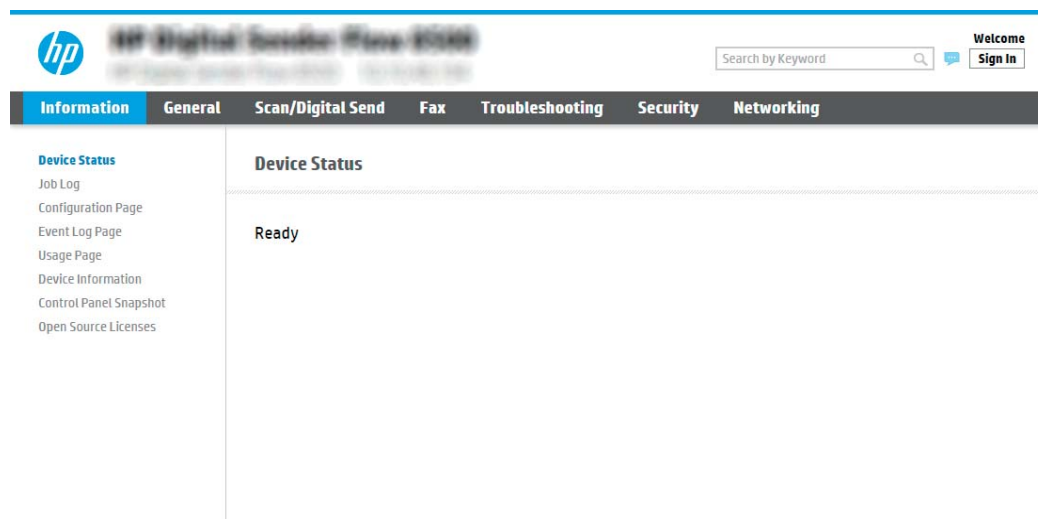 hp
Welcome
Search by Keyword
Sign In
Information General Scan/Digital Send Fax Troubleshooting Security Networking
Device Status
Job Log
Configuration Page
Event Log Page
Usage Page
Device Information
Control Panel Snapshot
Open Source Licenses
Device Status
Ready